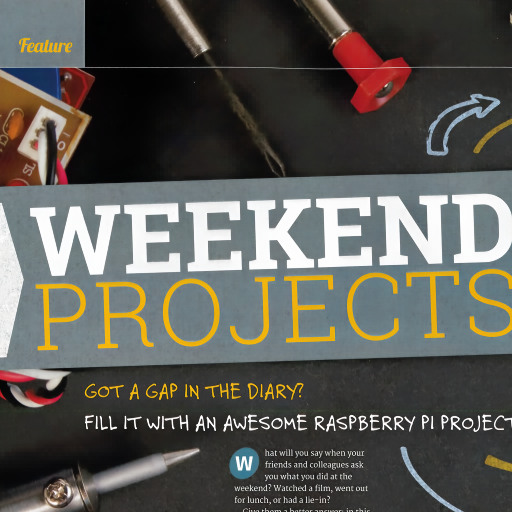 Feature
WEEKEND
PROJECTS
GOT A GAP IN THE DIARY?
FILL IT WITH AN AWESOME RASPBERRY PI PROJECT
What will you say when your
friends and colleagues ask
you what you did at the
weekend? Watched a film, went out
for lunch, or had a lie-in?
Give them a better answer: in this